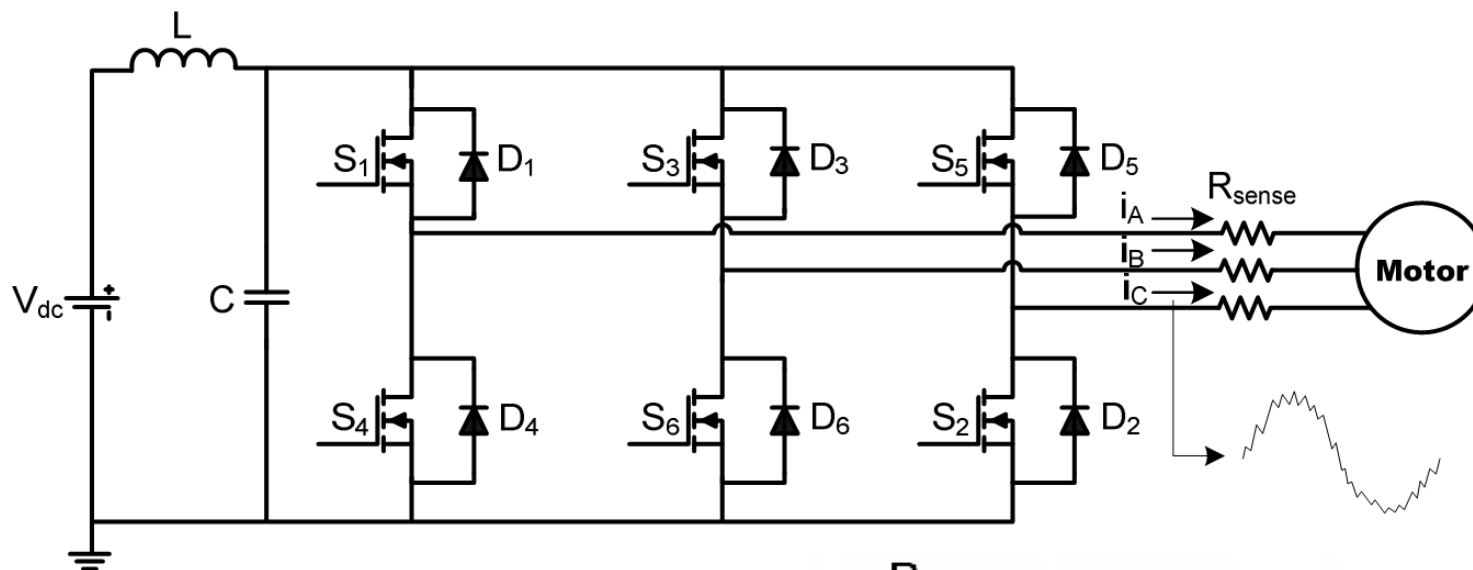 L
S1 D1 S3 D3 S5 D5
Rsense
iA
iB
Motor
iC
Vdc + -
C
S4 D4 S6 D6 S2 D2